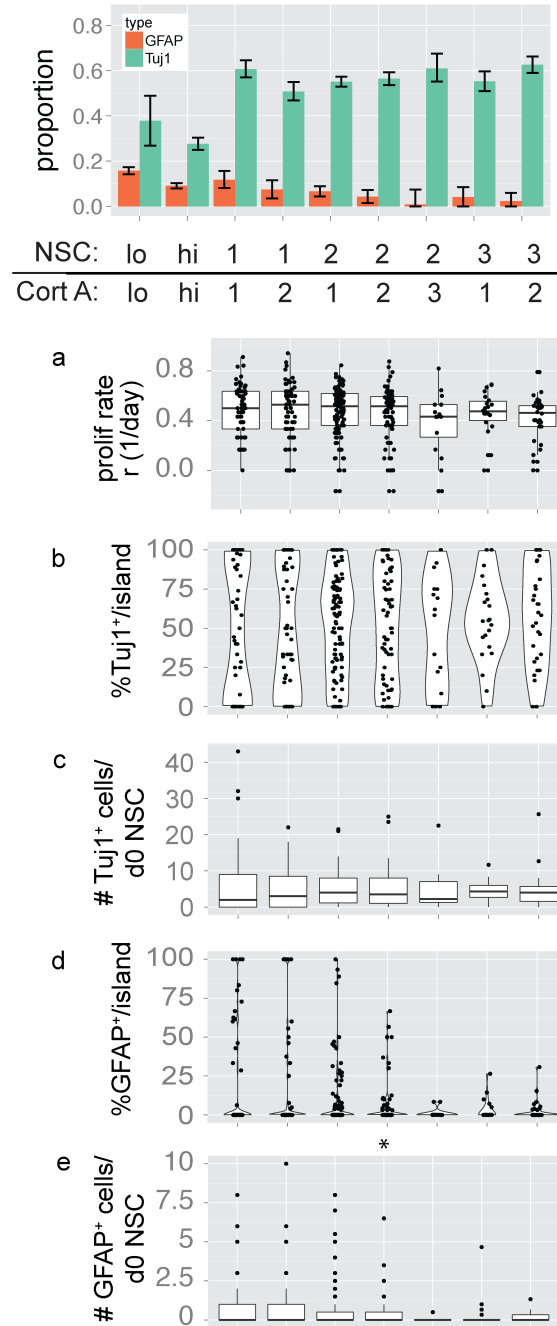 type
GFAP
Tuj1
proportion
0.8
0.6
0.4
0.2
0.0
NSC: lo hi 1 1 2 2 2 3 3
Cort A: lo hi 1 2 1 2 3 1 2
a
prolif rate
r (1/day)
0.8
0.4
0.0
b
%Tuj1+/island
100
75
50
25
0
c
# Tuj1+ cells/
d0 NSC
40
30
20
10
0
d
%GFAP+/island
100
75
50
25
0
*
e
# GFAP+ cells/
d0 NSC
10
7.5
5
2.5
0